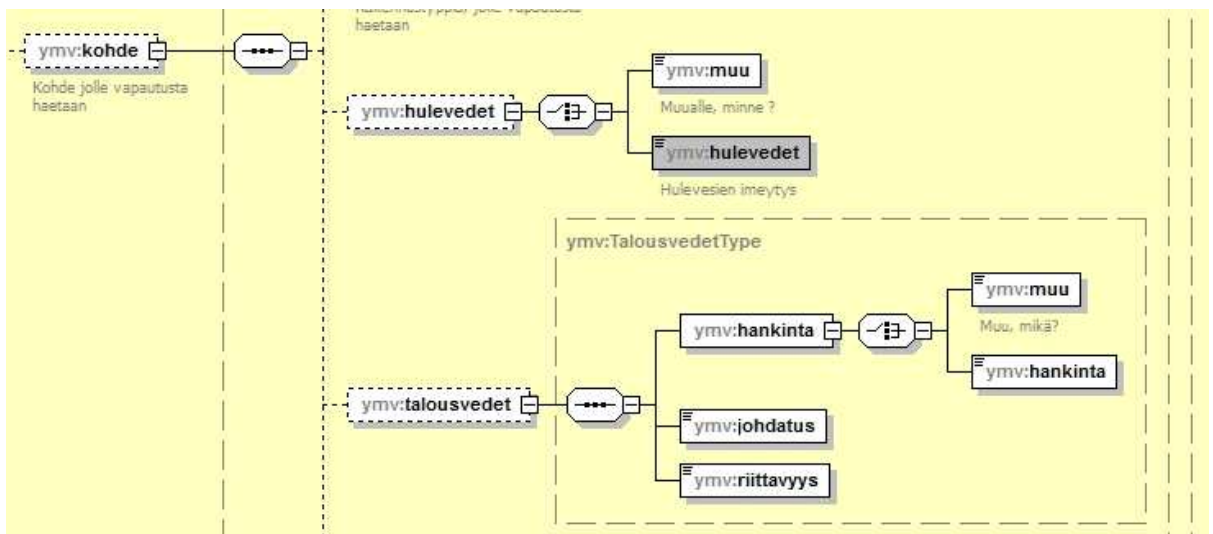 haetaan
ymv:kohde
Kohde jolle vapautusta
haetaan
ymv:hulevedet
ymv:muu
Muualle, minne ?
ymv:hulevedet
Hulevesien imeytys
ymv:TalousvedetType
ymv:talousvedet
ymv:hankinta
ymv:muu
Muu, mikä?
ymv:hankinta
ymv:johdatus
ymv:riittavyys